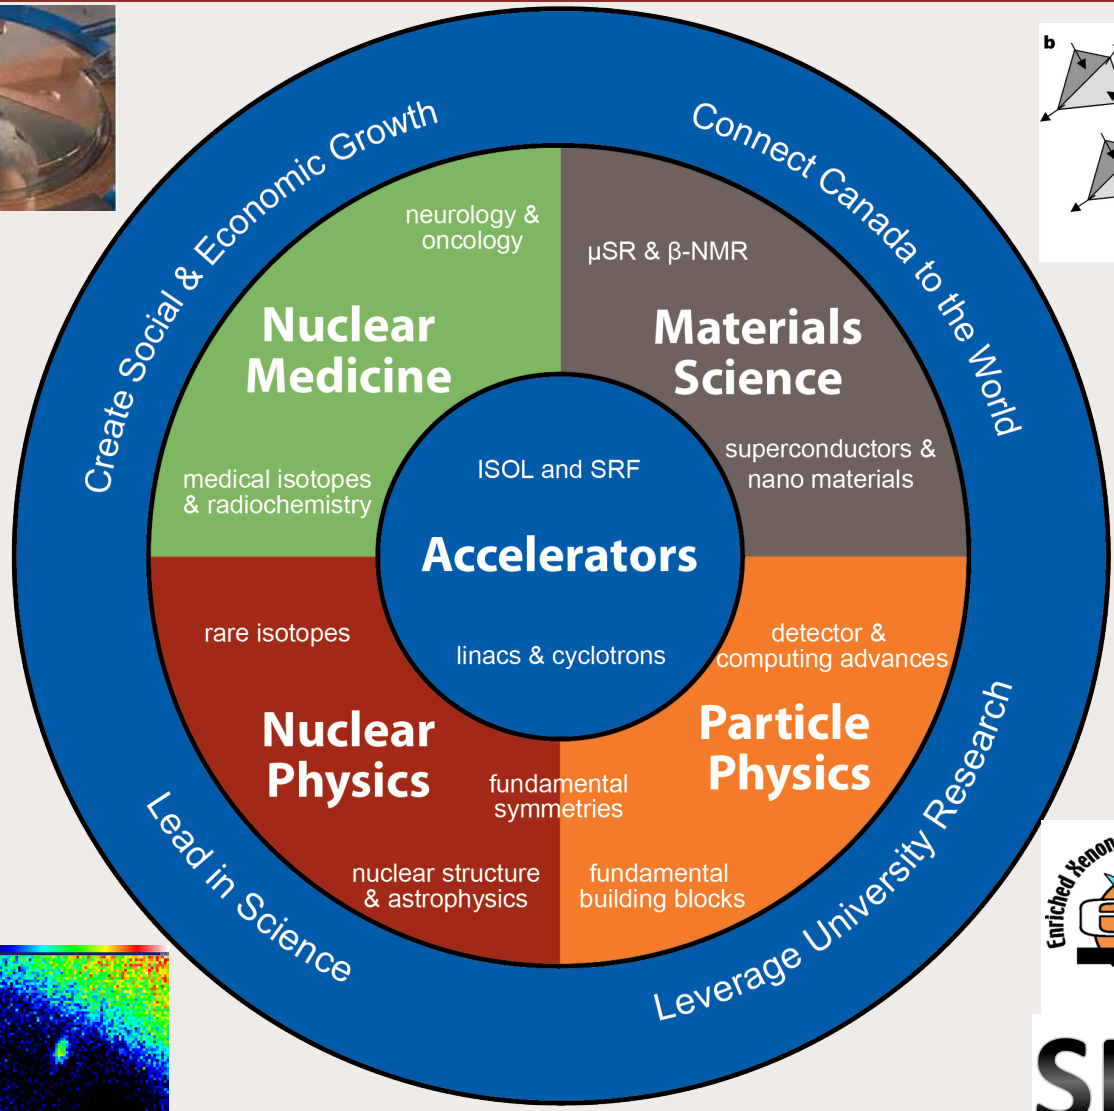 b
Create Social & Economic Growth
Connect Canada to the World
neurology &
oncology
Nuclear
Medicine
medical isotopes
& radiochemistry
µSR & β-NMR
Materials
Science
superconductors &
nano materials
ISOL and SRF
Accelerators
linacs & cyclotrons
rare isotopes
Nuclear
Physics
fundamental
symmetries
nuclear structure
& astrophysics
detector &
computing advances
Particle
Physics
fundamental
building blocks
Lead in Science
Leverage University Research
Enriched Xenon